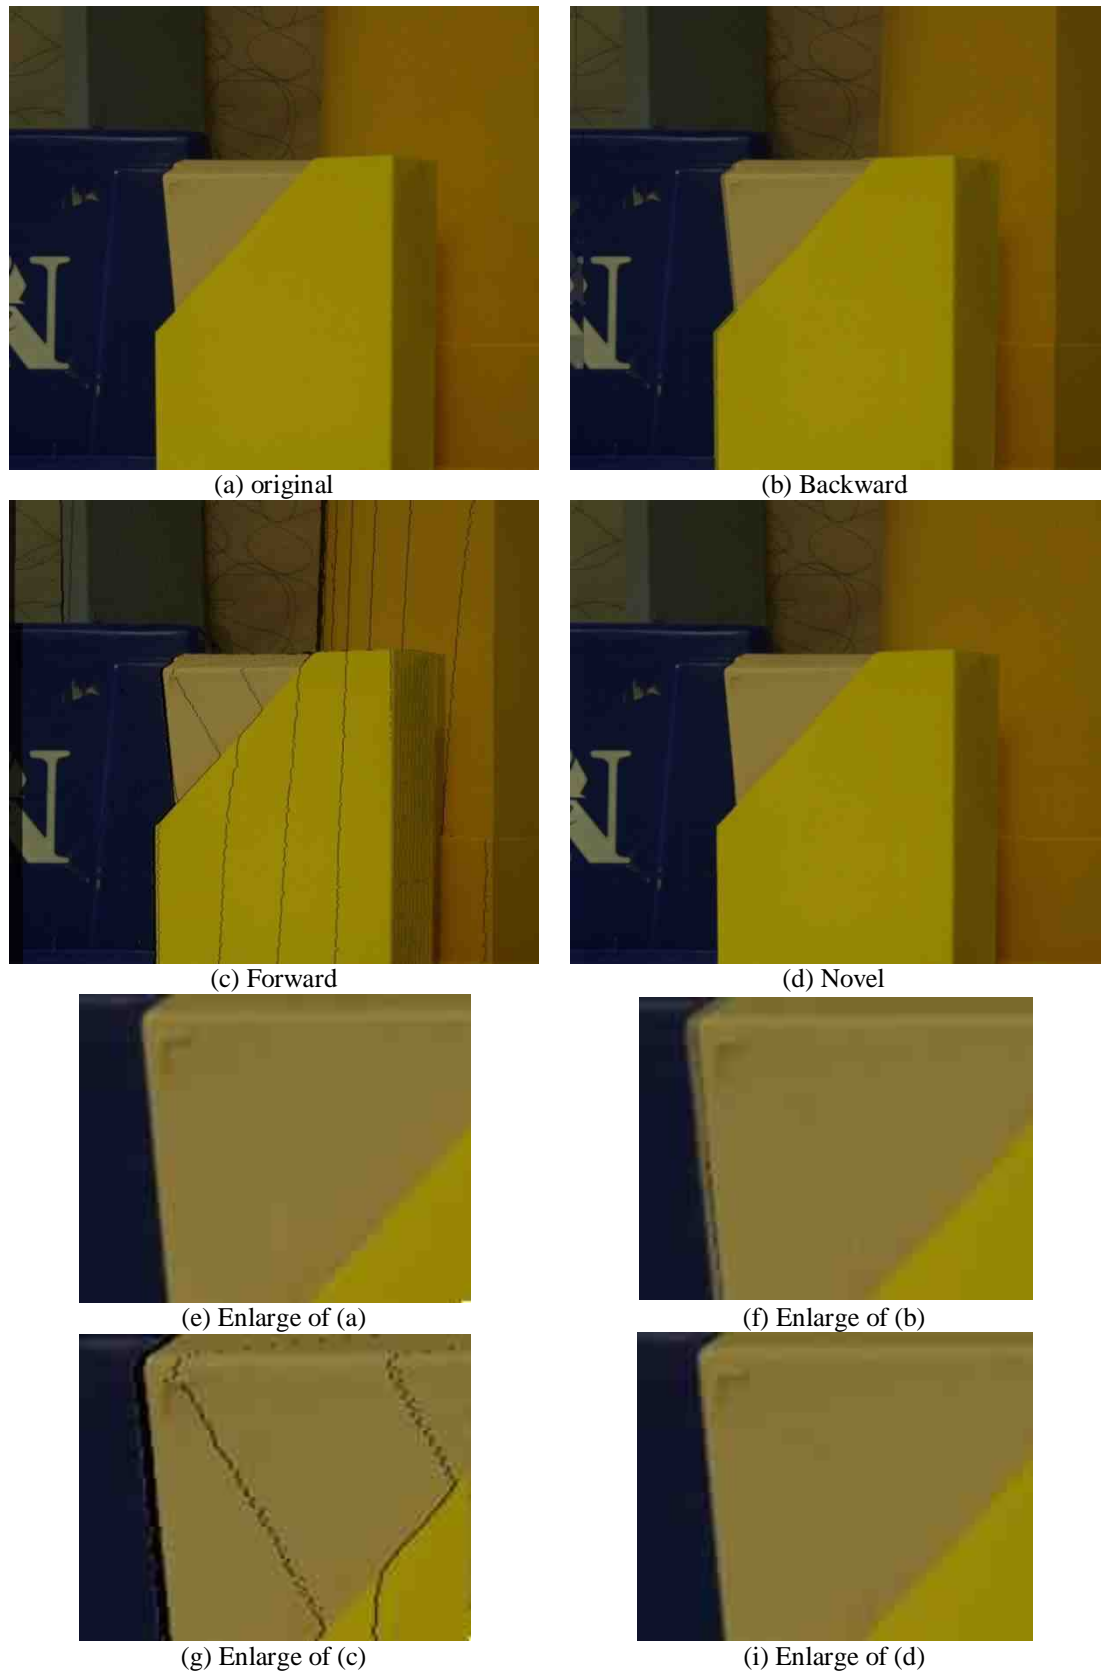 (a) original
(b) Backward
N
N
(c) Forward
(d) Novel
N
N
(e) Enlarge of (a)
(f) Enlarge of (b)
(g) Enlarge of (c)
(i) Enlarge of (d)